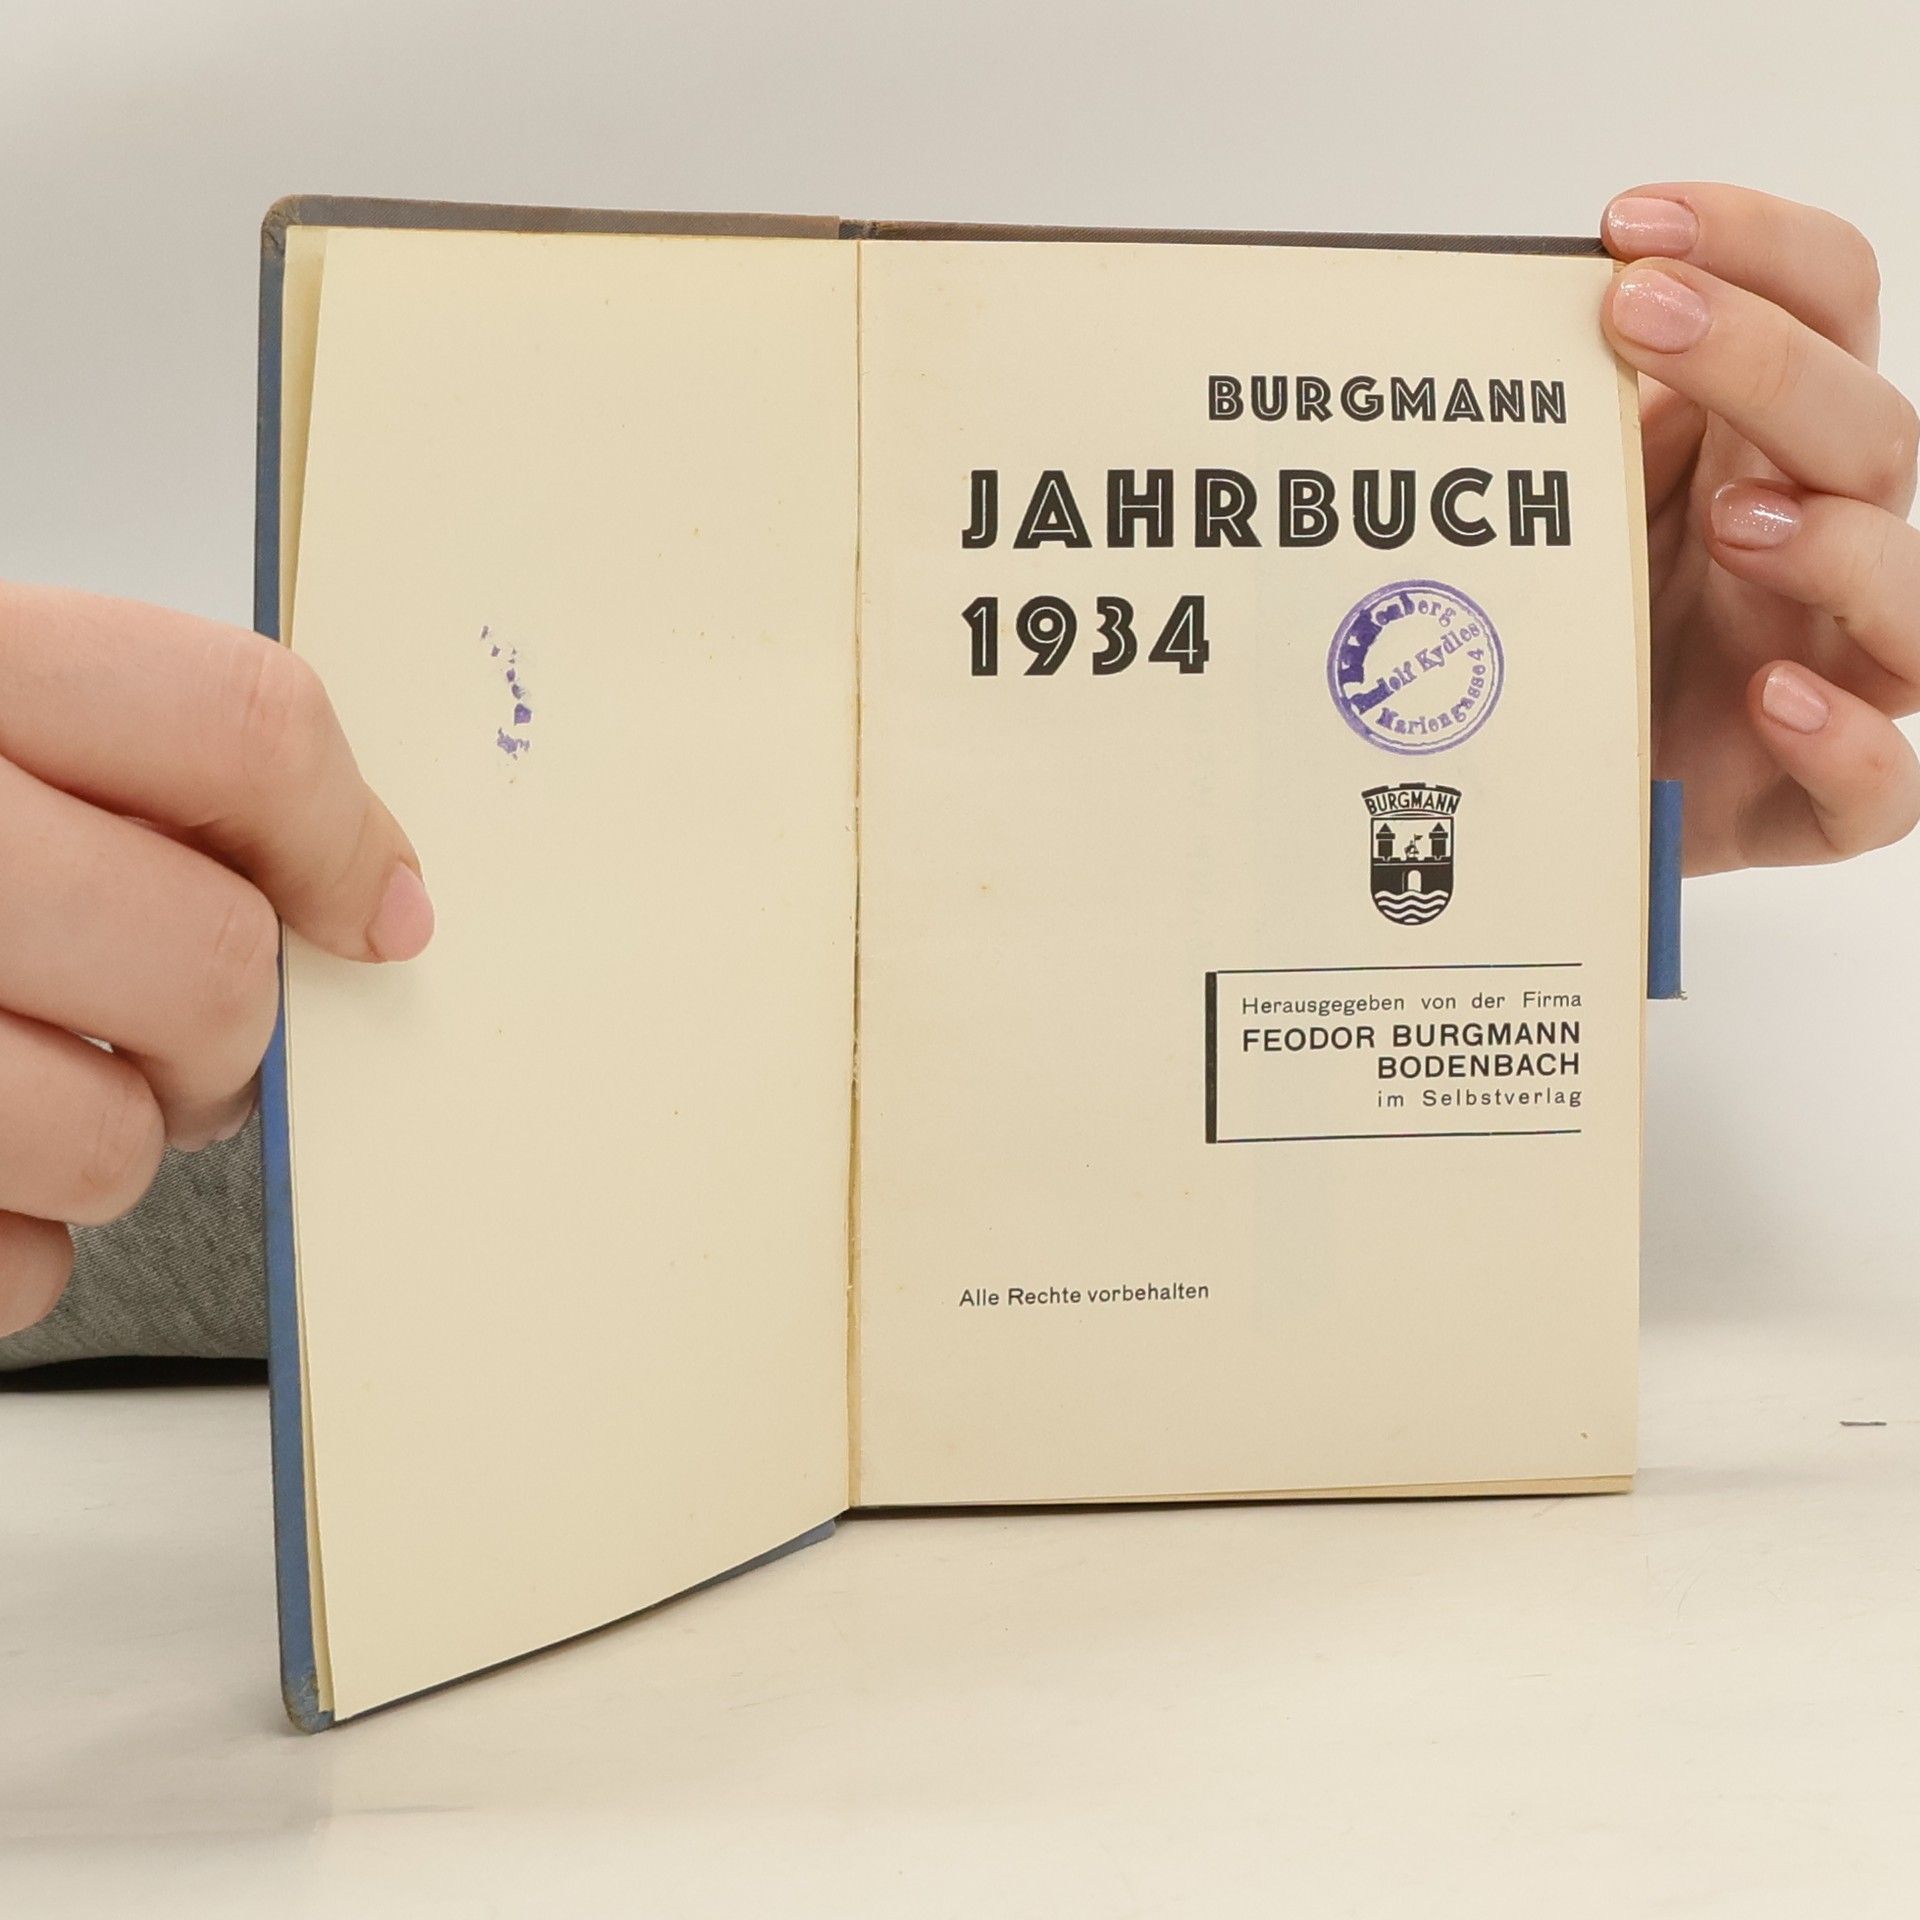 BURGMANN
JAHRBUCH
1934
Rudolf Kydles
Mariengasse 4
BURGMANN
Herausgegeben von der Firma
FEODOR BURGMANN
BODENBACH
im Selbstverlag
Alle Rechte vorbehalten